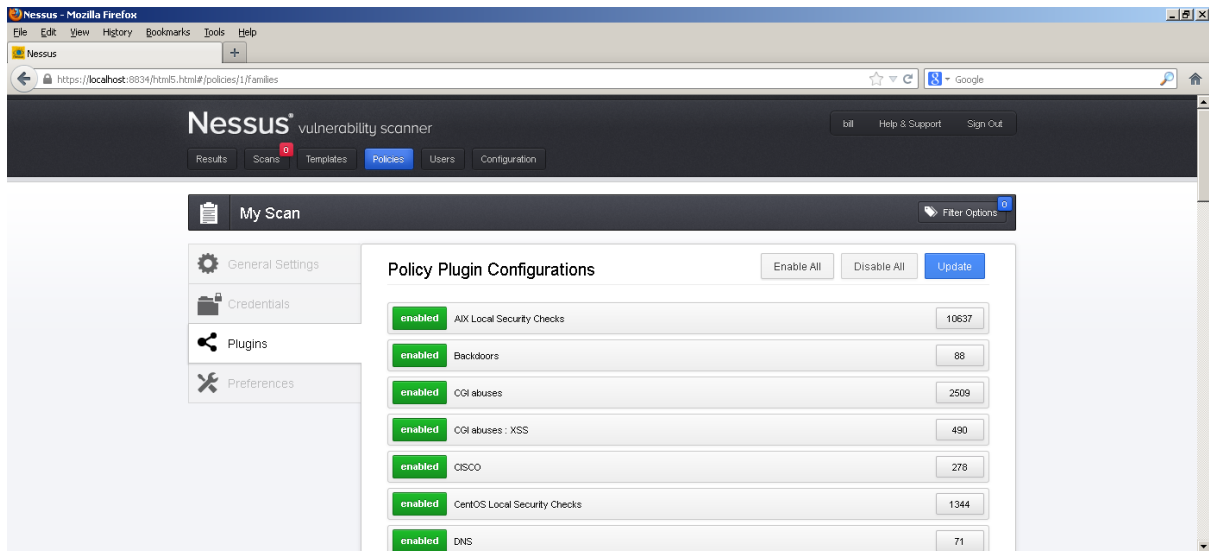 Nessus - Mozilla Firefox
File Edit View History Bookmarks Tools Help
Nessus +
https://localhost:8834/html5.html#/policies/1/families
8 Google
Nessus® vulnerability scanner
bill Help & Support Sign Out
Results Scans 0 Templates Policies Users Configuration
My Scan
Filter Options 0
General Settings
Credentials
Plugins
Preferences
Policy Plugin Configurations
Enable All Disable All Update
enabled AIX Local Security Checks 10637
enabled Backdoors 88
enabled CGI abuses 2509
enabled CGI abuses : XSS 490
enabled CISCO 278
enabled CentOS Local Security Checks 1344
enabled DNS 71